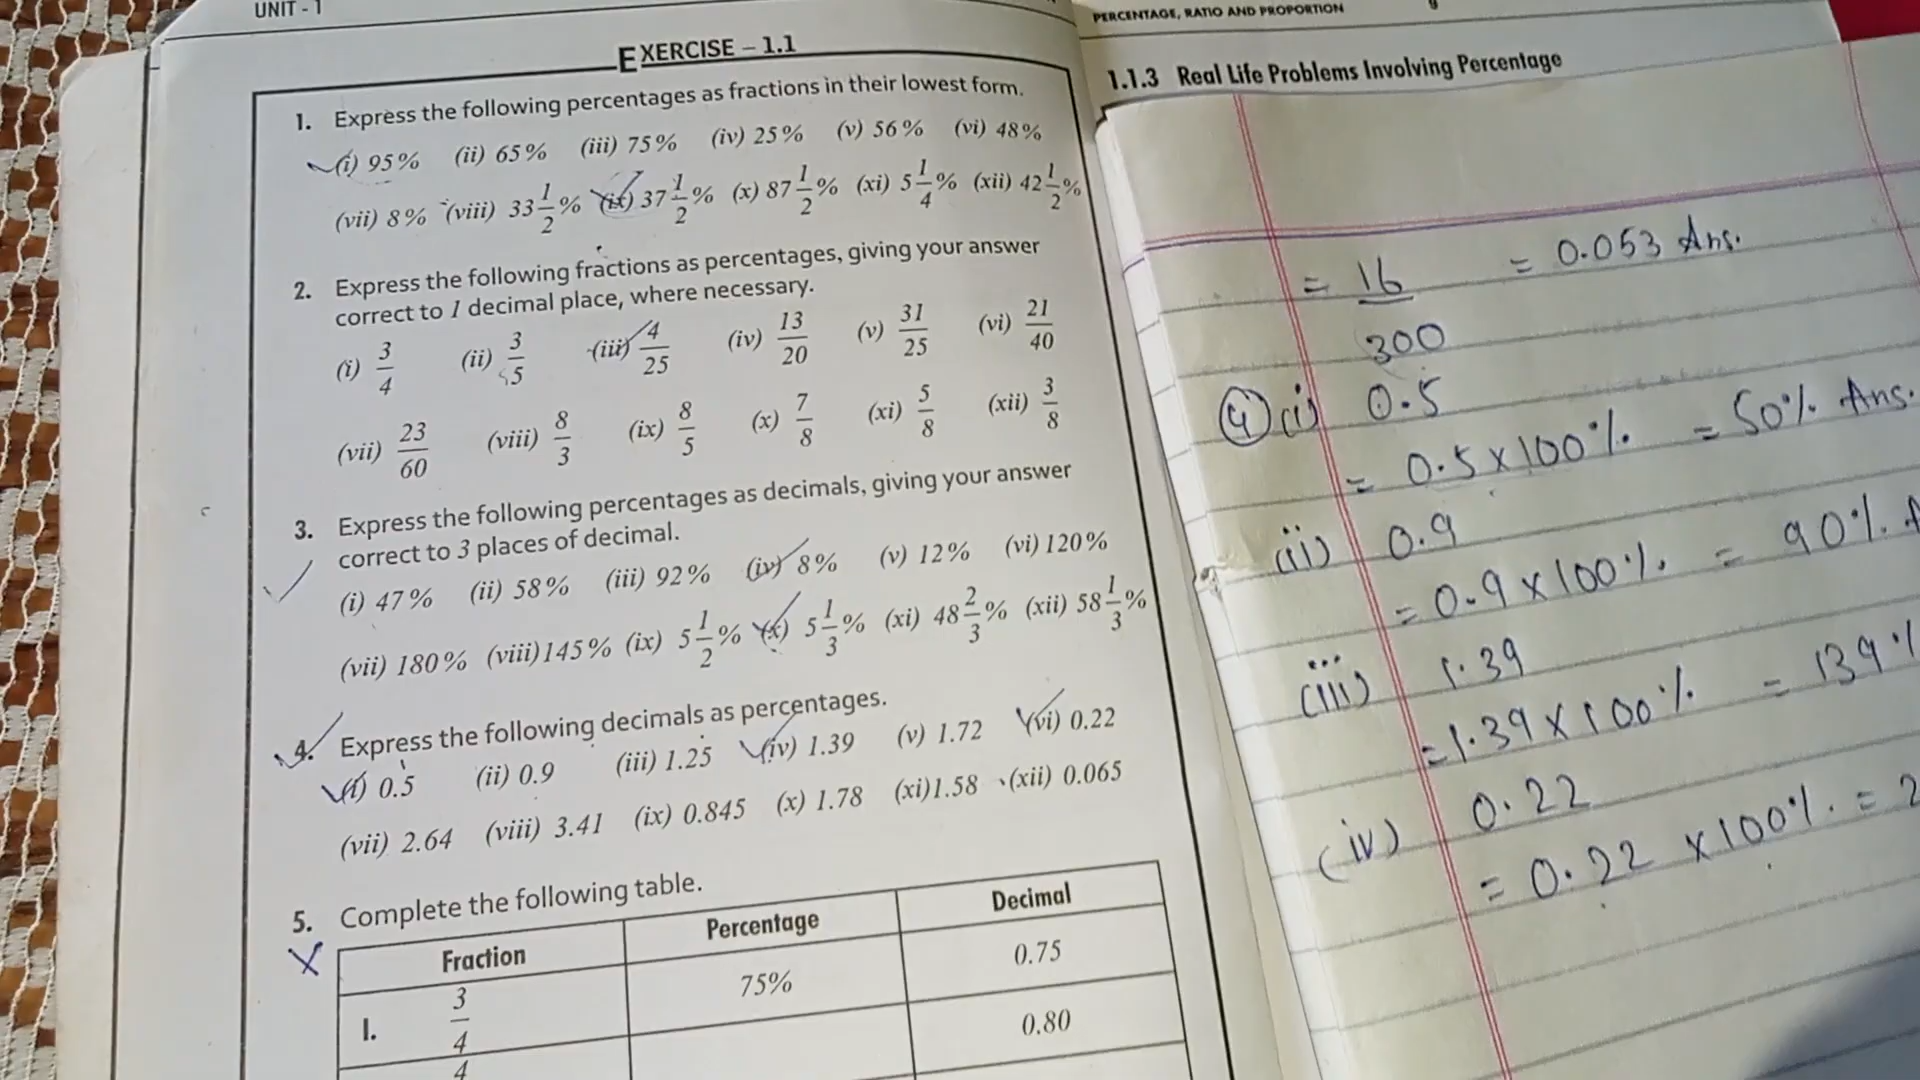 UNIT - 1
EXERCISE – 1.1
1. Express the following percentages as fractions in their lowest form.
(i) 95% (ii) 65% (iii) 75% (iv) 25% (v) 56% (vi) 48%
(vii) 8% (viii) 33 1/2 % (ix) 37 1/2 % (x) 87 1/2 % (xi) 5 1/4 % (xii) 42 1/2 %
2. Express the following fractions as percentages, giving your answer
correct to 1 decimal place, where necessary.
(i) 3/4 (ii) 3/5 (iii) 4/25 (iv) 13/20 (v) 31/25 (vi) 21/40
(vii) 23/60 (viii) 8/3 (ix) 8/5 (x) 7/8 (xi) 5/8 (xii) 3/8
3. Express the following percentages as decimals, giving your answer
correct to 3 places of decimal.
(i) 47% (ii) 58% (iii) 92% (iv) 8% (v) 12% (vi) 120%
(vii) 180% (viii) 145% (ix) 5 1/2 % (x) 5 1/3 % (xi) 48 2/3 % (xii) 58 1/3 %
4. Express the following decimals as percentages.
(i) 0.5 (ii) 0.9 (iii) 1.25 (iv) 1.39 (v) 1.72 (vi) 0.22
(vii) 2.64 (viii) 3.41 (ix) 0.845 (x) 1.78 (xi) 1.58 (xii) 0.065
5. Complete the following table.
Fraction Percentage Decimal
I. 3/4 75% 0.75
4 0.80
PERCENTAGE, RATIO AND PROPORTION 9
1.1.3 Real Life Problems Involving Percentage
= 16/300 = 0.053 Ans.
4 (i) 0.5
= 0.5 x 100% = 50% Ans.
(ii) 0.9
= 0.9 x 100% = 90%
(iii) 1.39
= 1.39 x 100% = 139%
(iv) 0.22
= 0.22 x 100% = 2